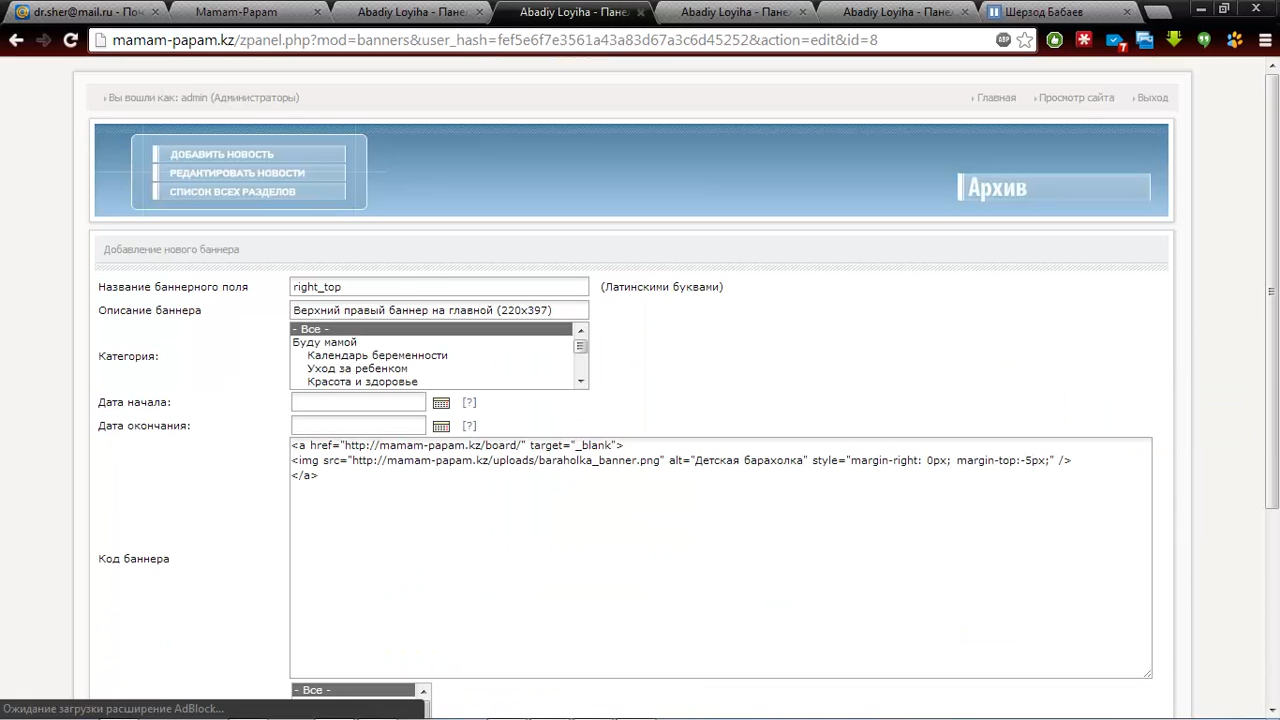 dr.sher@mail.ru - По
Mamam-Papam
Abadiy Loyiha - Пане
Abadiy Loyiha - Пане
Abadiy Loyiha - Пане
Abadiy Loyiha - Пане
Шерзод Бабаев
mamam-papam.kz/zpanel.php?mod=banners&user_hash=fef5e6f7e3561a43a83d67a3c6d45252&action=edit&id=8
ABP
7
Вы вошли как: admin (Администраторы)
Главная
Просмотр сайта
Выход
ДОБАВИТЬ НОВОСТЬ
РЕДАКТИРОВАТЬ НОВОСТИ
СПИСОК ВСЕХ РАЗДЕЛОВ
Архив
Добавление нового баннера
Название баннерного поля
right_top
(Латинскими буквами)
Описание баннера
Верхний правый баннер на главной (220x397)
Категория:
- Все -
Буду мамой
Календарь беременности
Уход за ребенком
Красота и здоровье
Дата начала:
[?]
Дата окончания:
[?]
Код баннера
<a href="http://mamam-papam.kz/board/" target="_blank">
<img src="http://mamam-papam.kz/uploads/baraholka_banner.png" alt="Детская барахолка" style="margin-right: 0px; margin-top:-5px;" />
</a>
- Все -
Ожидание загрузки расширение AdBlock...